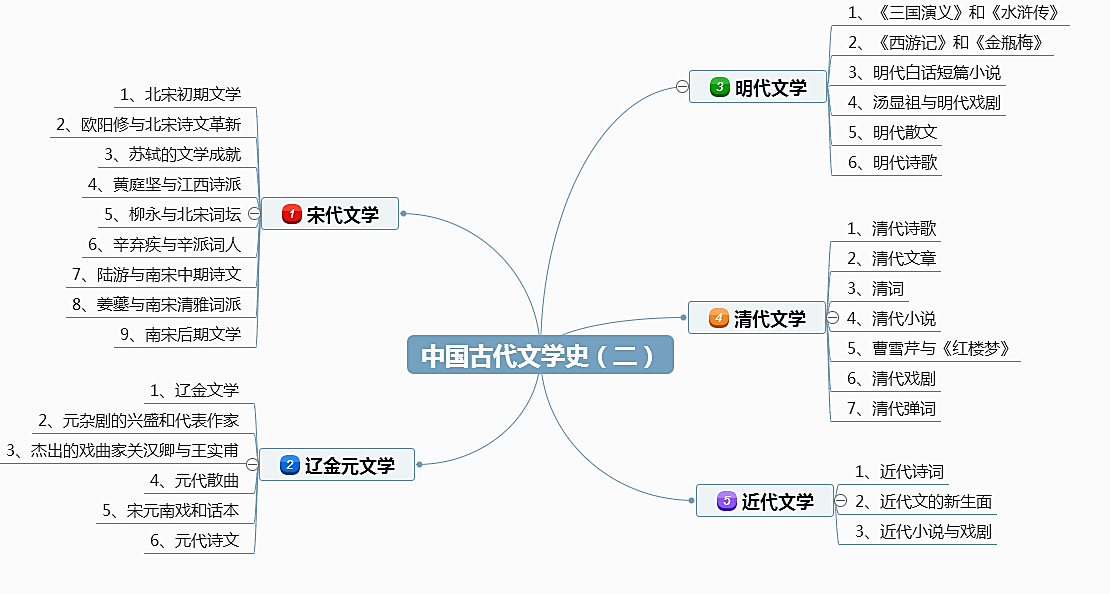 中国古代文学史（二）
1 宋代文学
1、北宋初期文学
2、欧阳修与北宋诗文革新
3、苏轼的文学成就
4、黄庭坚与江西诗派
5、柳永与北宋词坛
6、辛弃疾与辛派词人
7、陆游与南宋中期诗文
8、姜夔与南宋清雅词派
9、南宋后期文学
2 辽金元文学
1、辽金文学
2、元杂剧的兴盛和代表作家
3、杰出的戏曲家关汉卿与王实甫
4、元代散曲
5、宋元南戏和话本
6、元代诗文
3 明代文学
1、《三国演义》和《水浒传》
2、《西游记》和《金瓶梅》
3、明代白话短篇小说
4、汤显祖与明代戏剧
5、明代散文
6、明代诗歌
4 清代文学
1、清代诗歌
2、清代文章
3、清词
4、清代小说
5、曹雪芹与《红楼梦》
6、清代戏剧
7、清代弹词
5 近代文学
1、近代诗词
2、近代文的新生面
3、近代小说与戏剧